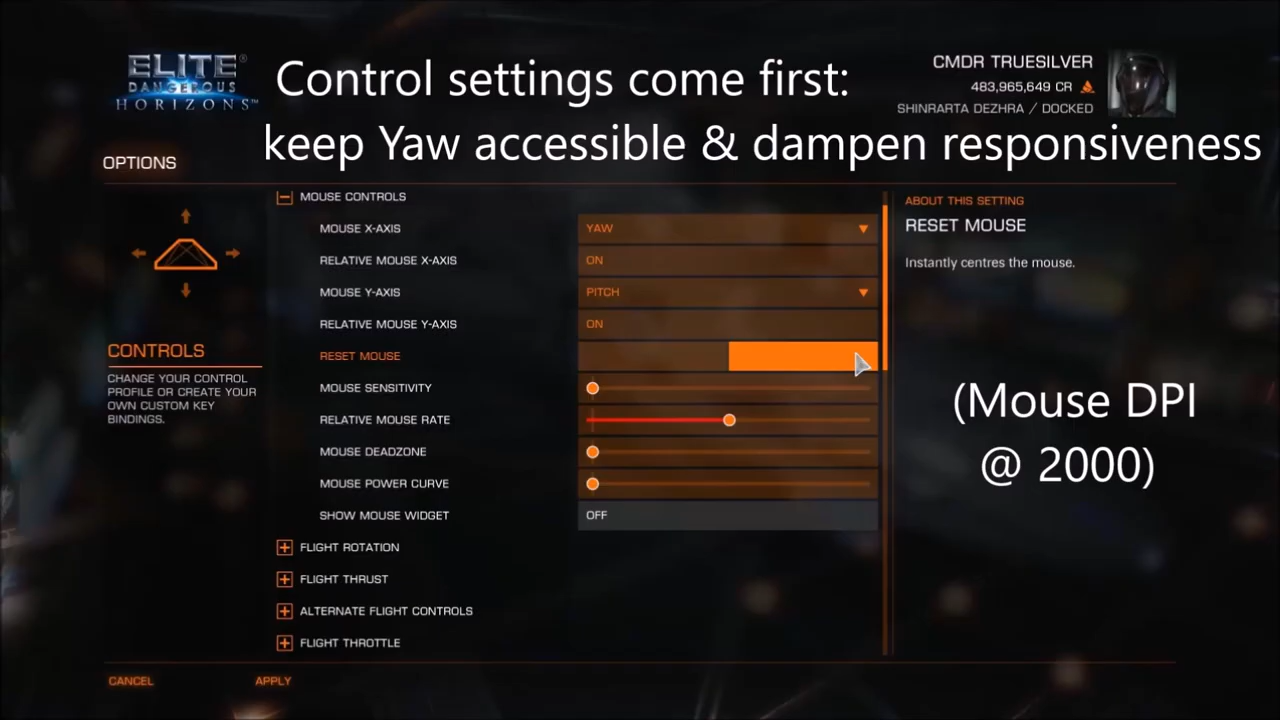 ELITE
DANGEROUS
HORIZONS™
Control settings come first:
keep Yaw accessible & dampen responsiveness
CMDR TRUESILVER
483,965,649 CR
SHINRARTA DEZHRA / DOCKED
OPTIONS
CONTROLS
CHANGE YOUR CONTROL
PROFILE OR CREATE YOUR
OWN CUSTOM KEY
BINDINGS.
MOUSE CONTROLS
MOUSE X-AXIS YAW
RELATIVE MOUSE X-AXIS ON
MOUSE Y-AXIS PITCH
RELATIVE MOUSE Y-AXIS ON
RESET MOUSE
MOUSE SENSITIVITY
RELATIVE MOUSE RATE
MOUSE DEADZONE
MOUSE POWER CURVE
SHOW MOUSE WIDGET OFF
FLIGHT ROTATION
FLIGHT THRUST
ALTERNATE FLIGHT CONTROLS
FLIGHT THROTTLE
ABOUT THIS SETTING
RESET MOUSE
Instantly centres the mouse.
(Mouse DPI
@ 2000)
CANCEL
APPLY